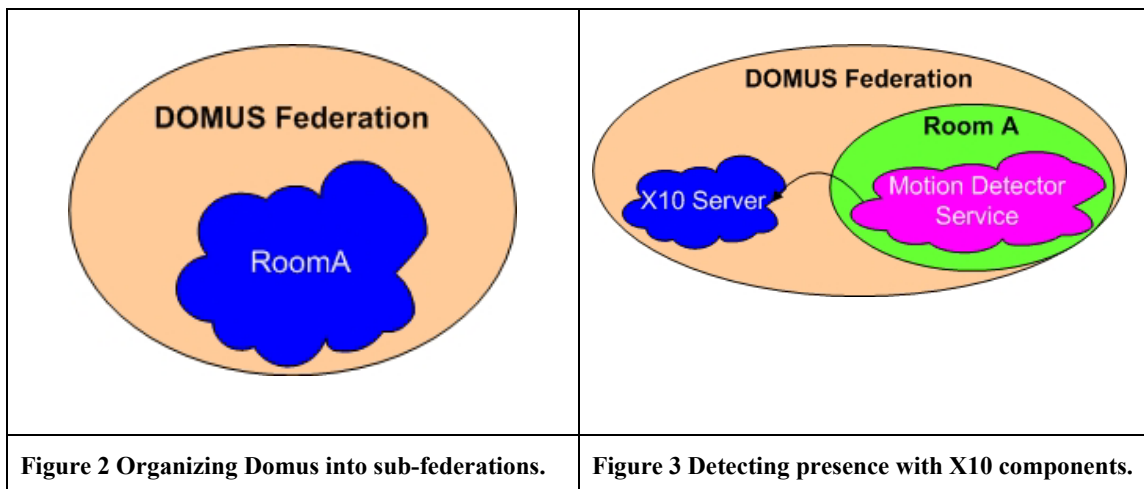 DOMUS Federation
RoomA
Figure 2 Organizing Domus into sub-federations.
DOMUS Federation
Room A
X10 Server
Motion Detector
Service
Figure 3 Detecting presence with X10 components.